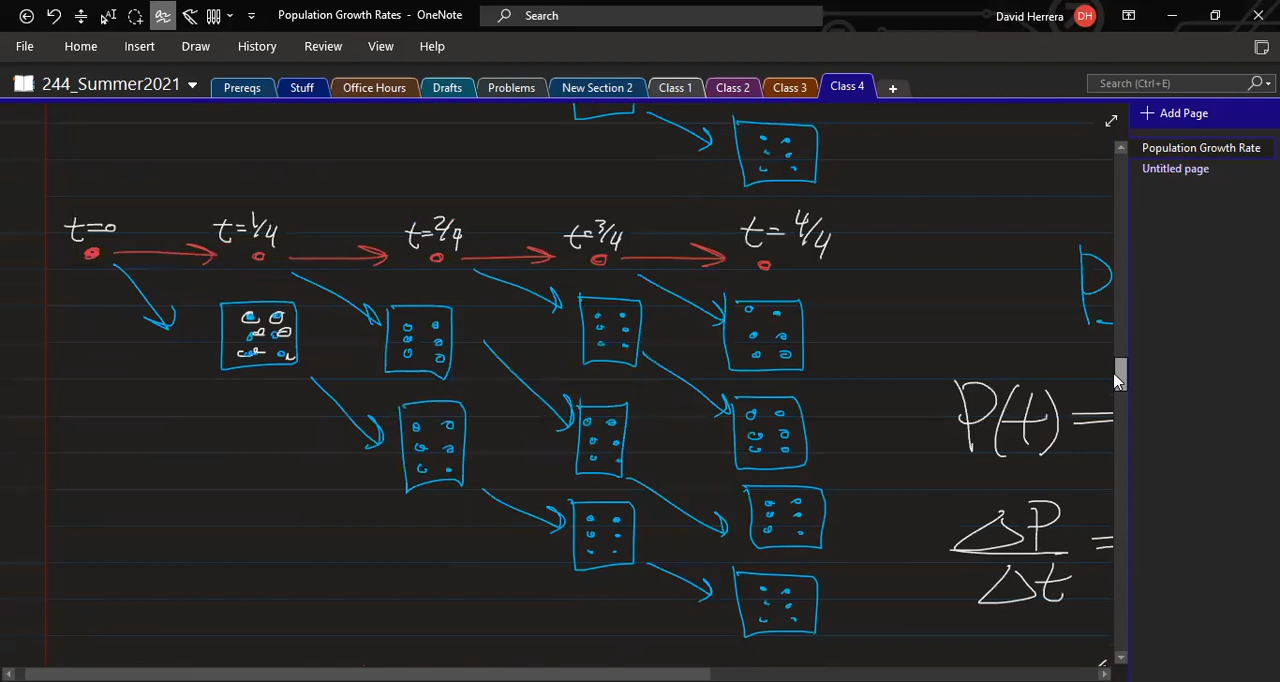 Population Growth Rates - OneNote
Search
David Herrera DH
File Home Insert Draw History Review View Help
244_Summer2021 Prereqs Stuff Office Hours Drafts Problems New Section 2 Class 1 Class 2 Class 3 Class 4 +
Search (Ctrl+E)
Add Page
Population Growth Rate
Untitled page
t=0 t=1/4 t=2/4 t=3/4 t=4/4
P(t) =
ΔP/Δt =